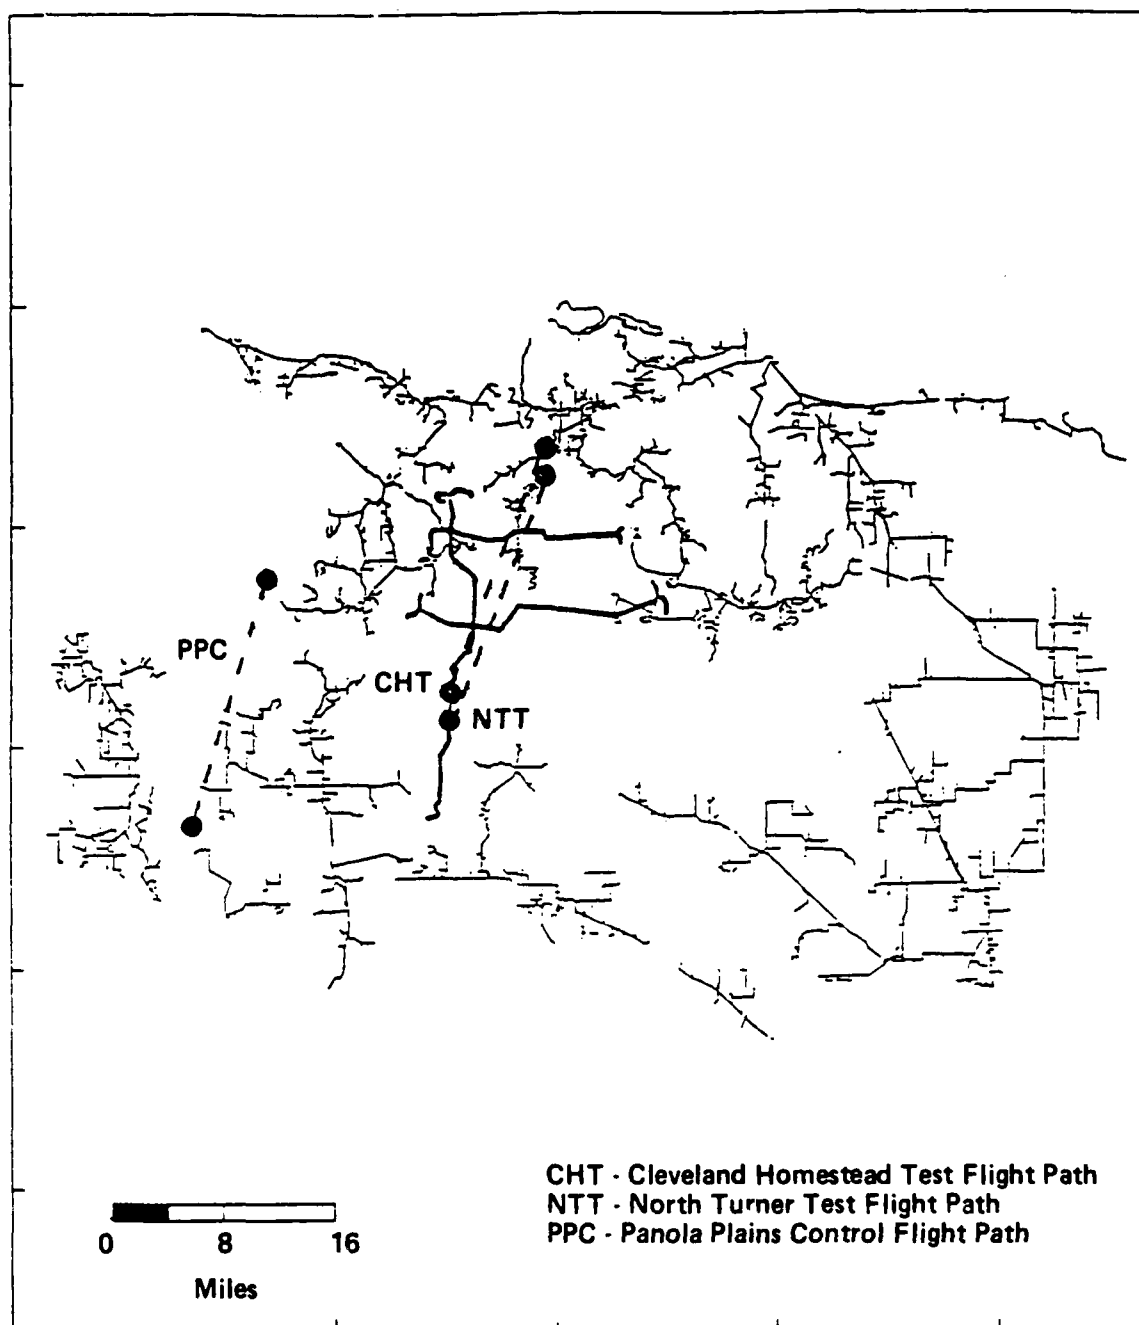 PPC
CHT
NTT
CHT - Cleveland Homestead Test Flight Path
NTT - North Turner Test Flight Path
PPC - Panola Plains Control Flight Path
0 8 16
Miles